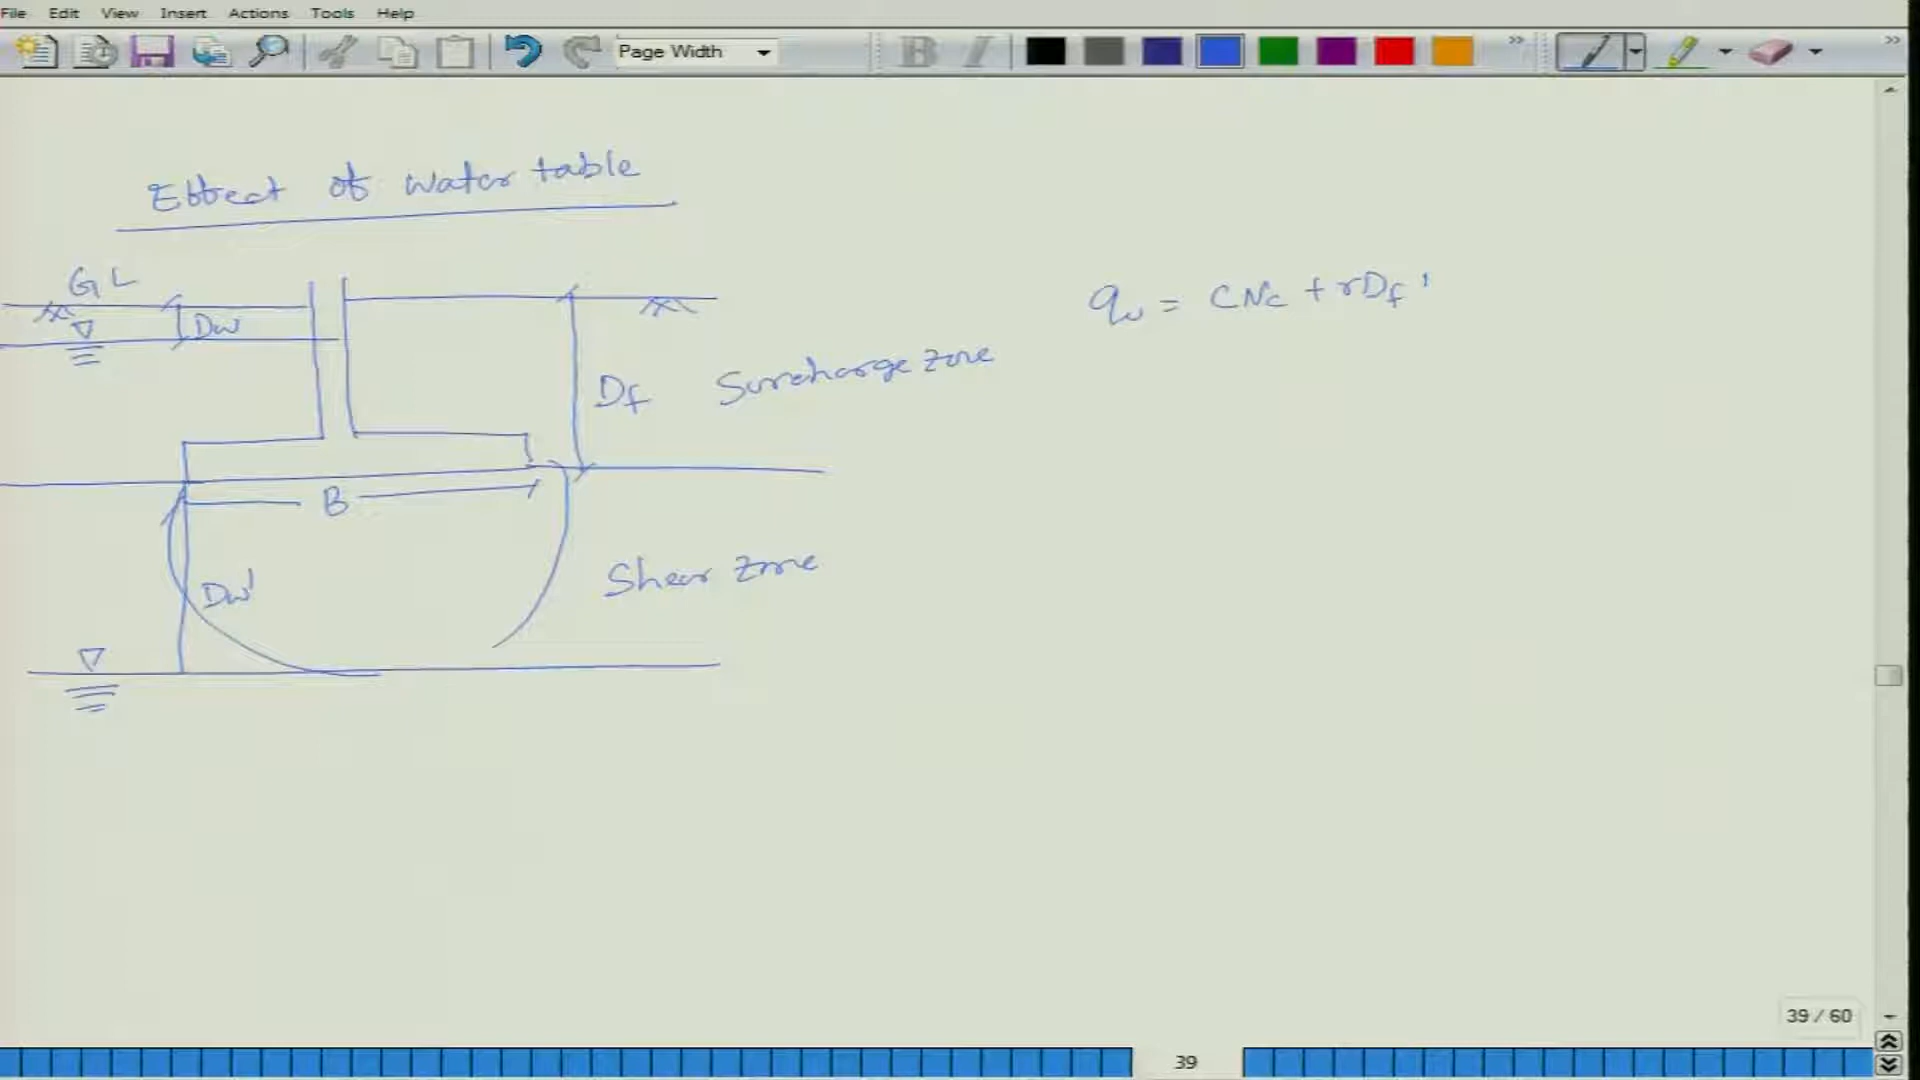 File Edit View Insert Actions Tools Help
Page Width
Effect of water table
GL
Dw
qu = CNc + rDf
Df Surcharge zone
B
Shear zone
Dw'
39 / 60
39